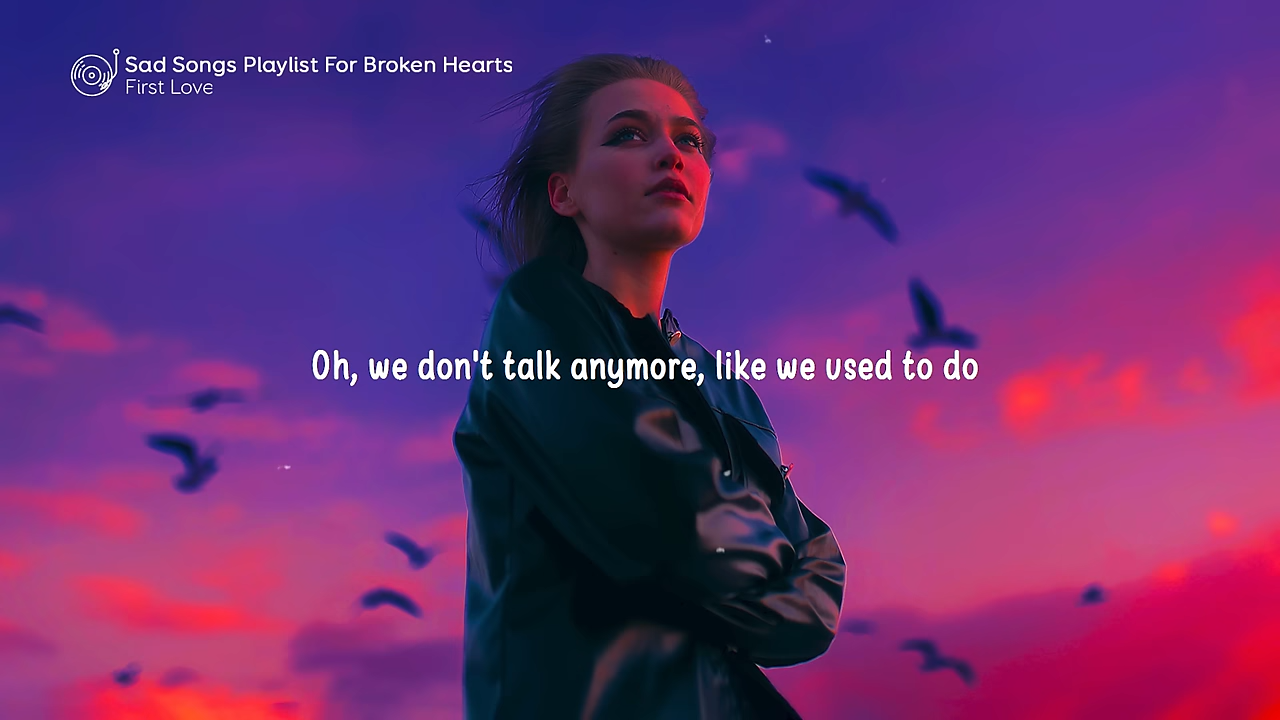 Sad Songs Playlist For Broken Hearts
First Love
Oh, we don't talk anymore, like we used to do